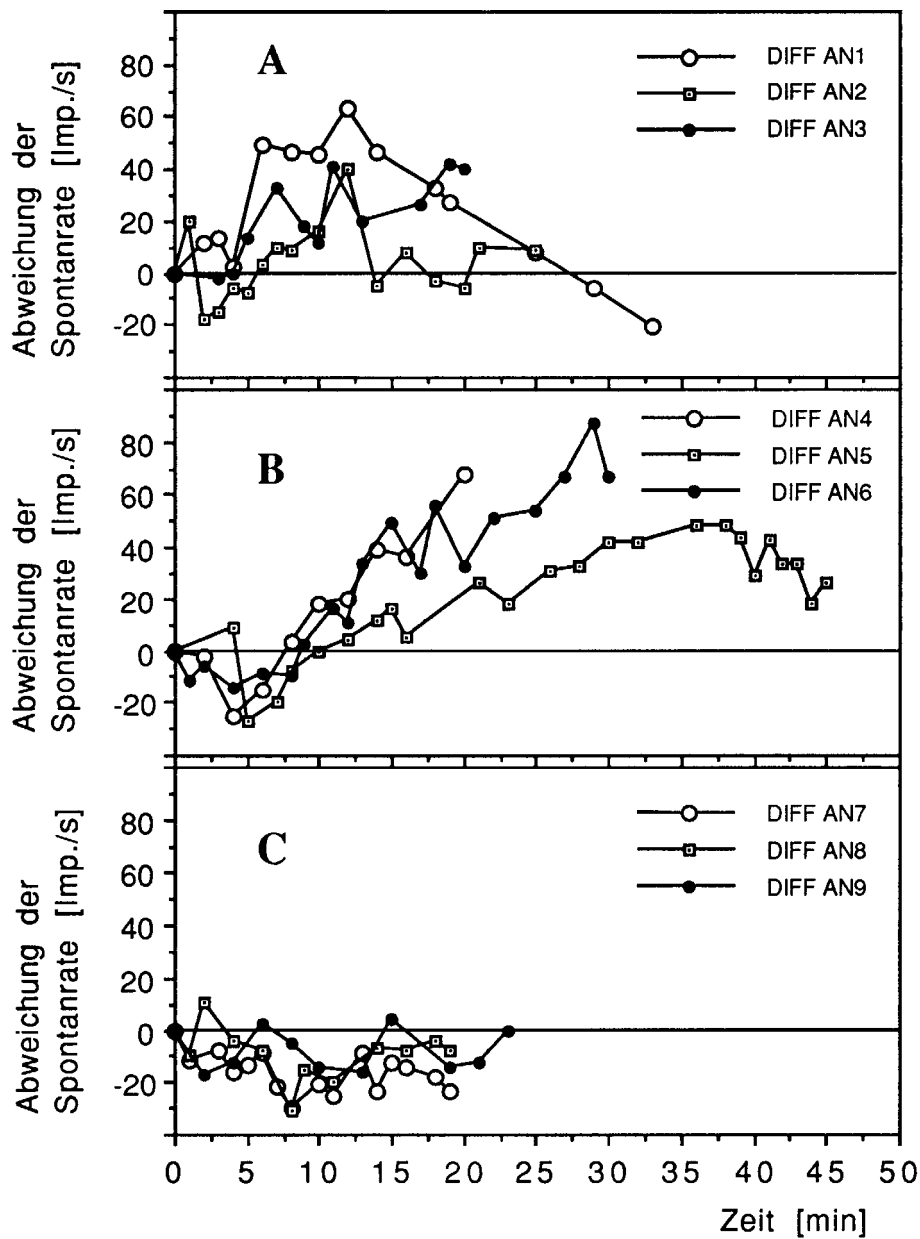 A
DIFF AN1
DIFF AN2
DIFF AN3
Abweichung der
Spontanrate [Imp./s]
80
60
40
20
0
-20
B
DIFF AN4
DIFF AN5
DIFF AN6
Abweichung der
Spontanrate [Imp./s]
80
60
40
20
0
-20
C
DIFF AN7
DIFF AN8
DIFF AN9
Abweichung der
Spontanrate [Imp./s]
80
60
40
20
0
-20
0 5 10 15 20 25 30 35 40 45 50
Zeit [min]